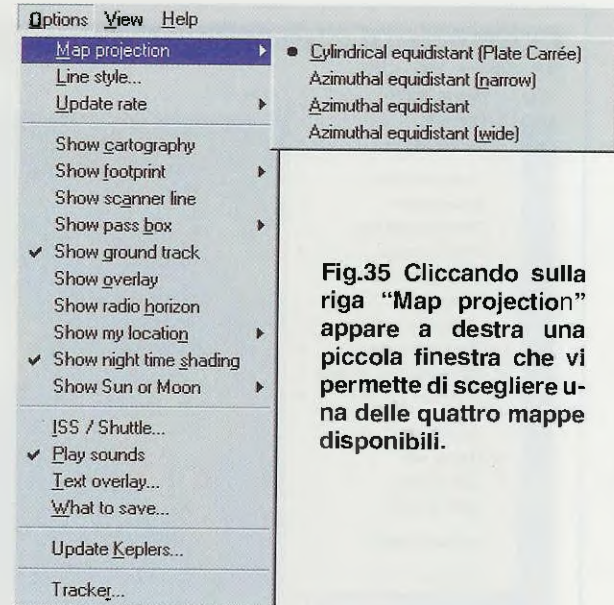 Options View Help
Map projection
Line style...
Update rate
Show cartography
Show footprint
Show scanner line
Show pass box
Show ground track
Show overlay
Show radio horizon
Show my location
Show night time shading
Show Sun or Moon
ISS / Shuttle...
Play sounds
Text overlay...
What to save...
Update Keplers...
Tracker...
Cylindrical equidistant (Plate Carrée)
Azimuthal equidistant (narrow)
Azimuthal equidistant
Azimuthal equidistant (wide)
Fig.35 Cliccando sulla
riga “Map projection”
appare a destra una
piccola finestra che vi
permette di scegliere u-
na delle quattro mappe
disponibili.